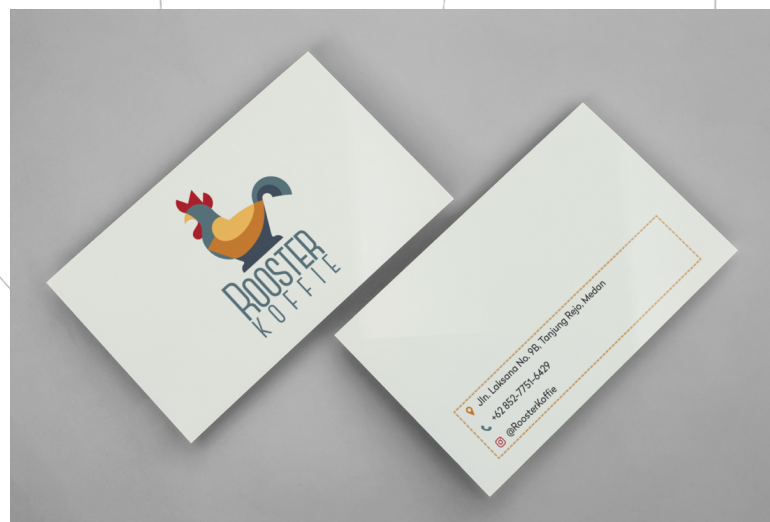 ROOSTER
KOFFIE
Jln. Laksana No. 9B, Tanjung Rejo, Medan
+62 852-7751-6429
@RoosterKoffie